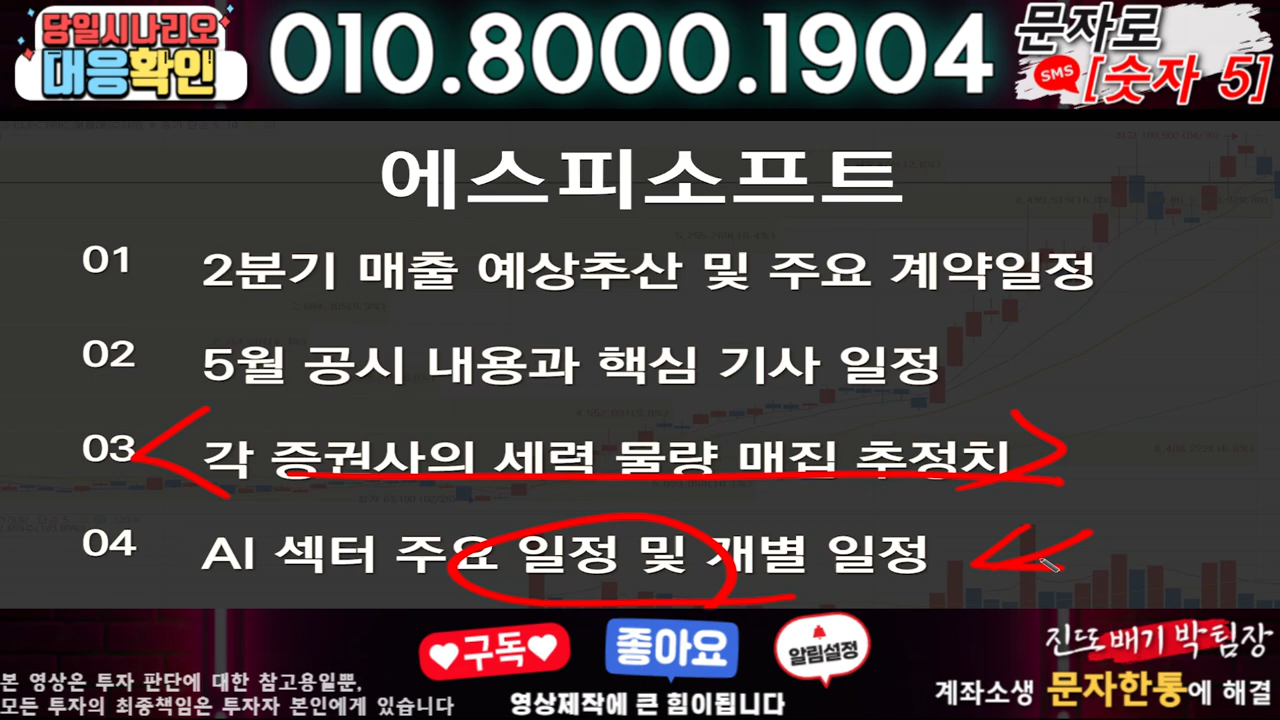 당일시나리오
대응확인
010.8000.1904
문자로
SMS [숫자 5]
에스피소프트
01 2분기 매출 예상추산 및 주요 계약일정
02 5월 공시 내용과 핵심 기사 일정
03 각 증권사의 세력 물량 매집 추정치
04 AI 섹터 주요 일정 및 개별 일정
본 영상은 투자 판단에 대한 참고용일뿐,
모든 투자의 최종책임은 투자자 본인에게 있습니다
구독
좋아요
알림설정
영상제작에 큰 힘이됩니다
진또배기 박팀장
계좌소생 문자한통에 해결